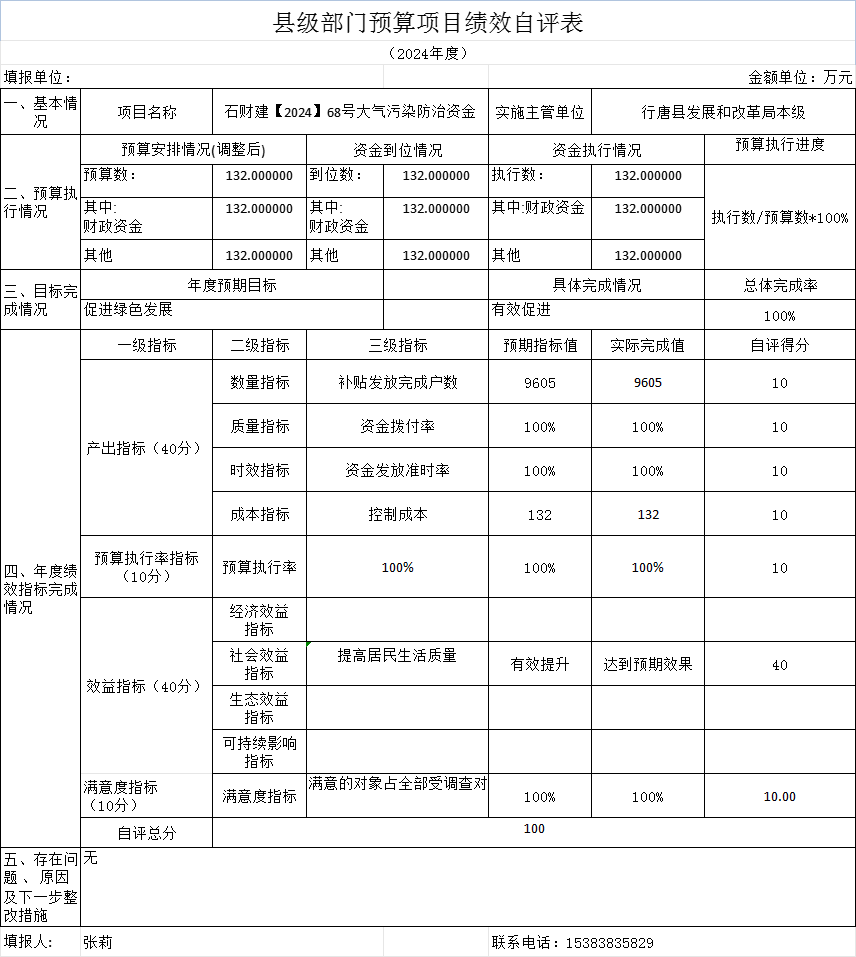 县级部门预算项目绩效自评表
（2024年度）
填报单位： 金额单位：万元
一、基本情况 项目名称 石财建【2024】68号大气污染防治资金 实施主管单位 行唐县发展和改革局本级
二、预算执行情况 预算安排情况(调整后) 资金到位情况 资金执行情况 预算执行进度
预算数： 132.000000 到位数： 132.000000 执行数： 132.000000 执行数/预算数*100%
其中:财政资金 132.000000 其中:财政资金 132.000000 其中:财政资金 132.000000
其他 132.000000 其他 132.000000 其他 132.000000
三、目标完成情况 年度预期目标 具体完成情况 总体完成率
促进绿色发展 有效促进 100%
四、年度绩效指标完成情况 一级指标 二级指标 三级指标 预期指标值 实际完成值 自评得分
产出指标（40分） 数量指标 补贴发放完成户数 9605 9605 10
质量指标 资金拨付率 100% 100% 10
时效指标 资金发放准时率 100% 100% 10
成本指标 控制成本 132 132 10
预算执行率指标（10分） 预算执行率 100% 100% 100% 10
效益指标（40分） 经济效益指标
社会效益指标 提高居民生活质量 有效提升 达到预期效果 40
生态效益指标
可持续影响指标
满意度指标（10分） 满意度指标 满意的对象占全部受调查对 100% 100% 10.00
自评总分 100
五、存在问题、原因及下一步整改措施 无
填报人: 张莉 联系电话：15383835829